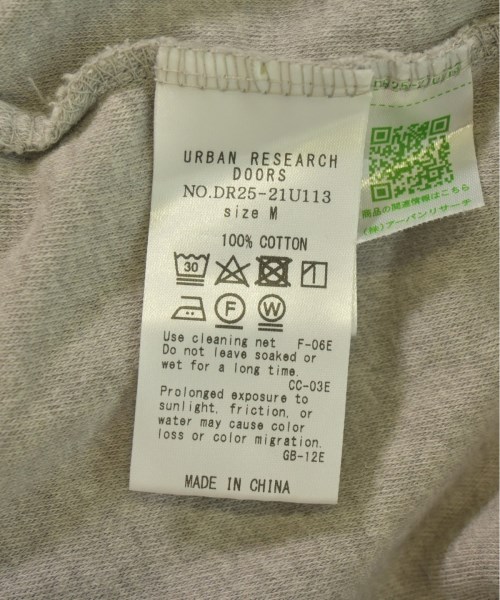 URBAN RESEARCH
DOORS
NO.DR25-21U113
size M
100% COTTON
30
F
W
Use cleaning net F-06E
Do not leave soaked or
wet for a long time.
CC-03E
Prolonged exposure to
sunlight, friction, or
water may cause color
loss or color migration.
GB-12E
MADE IN CHINA
商品の関連情報はこちら
(株)アーバンリサーチ